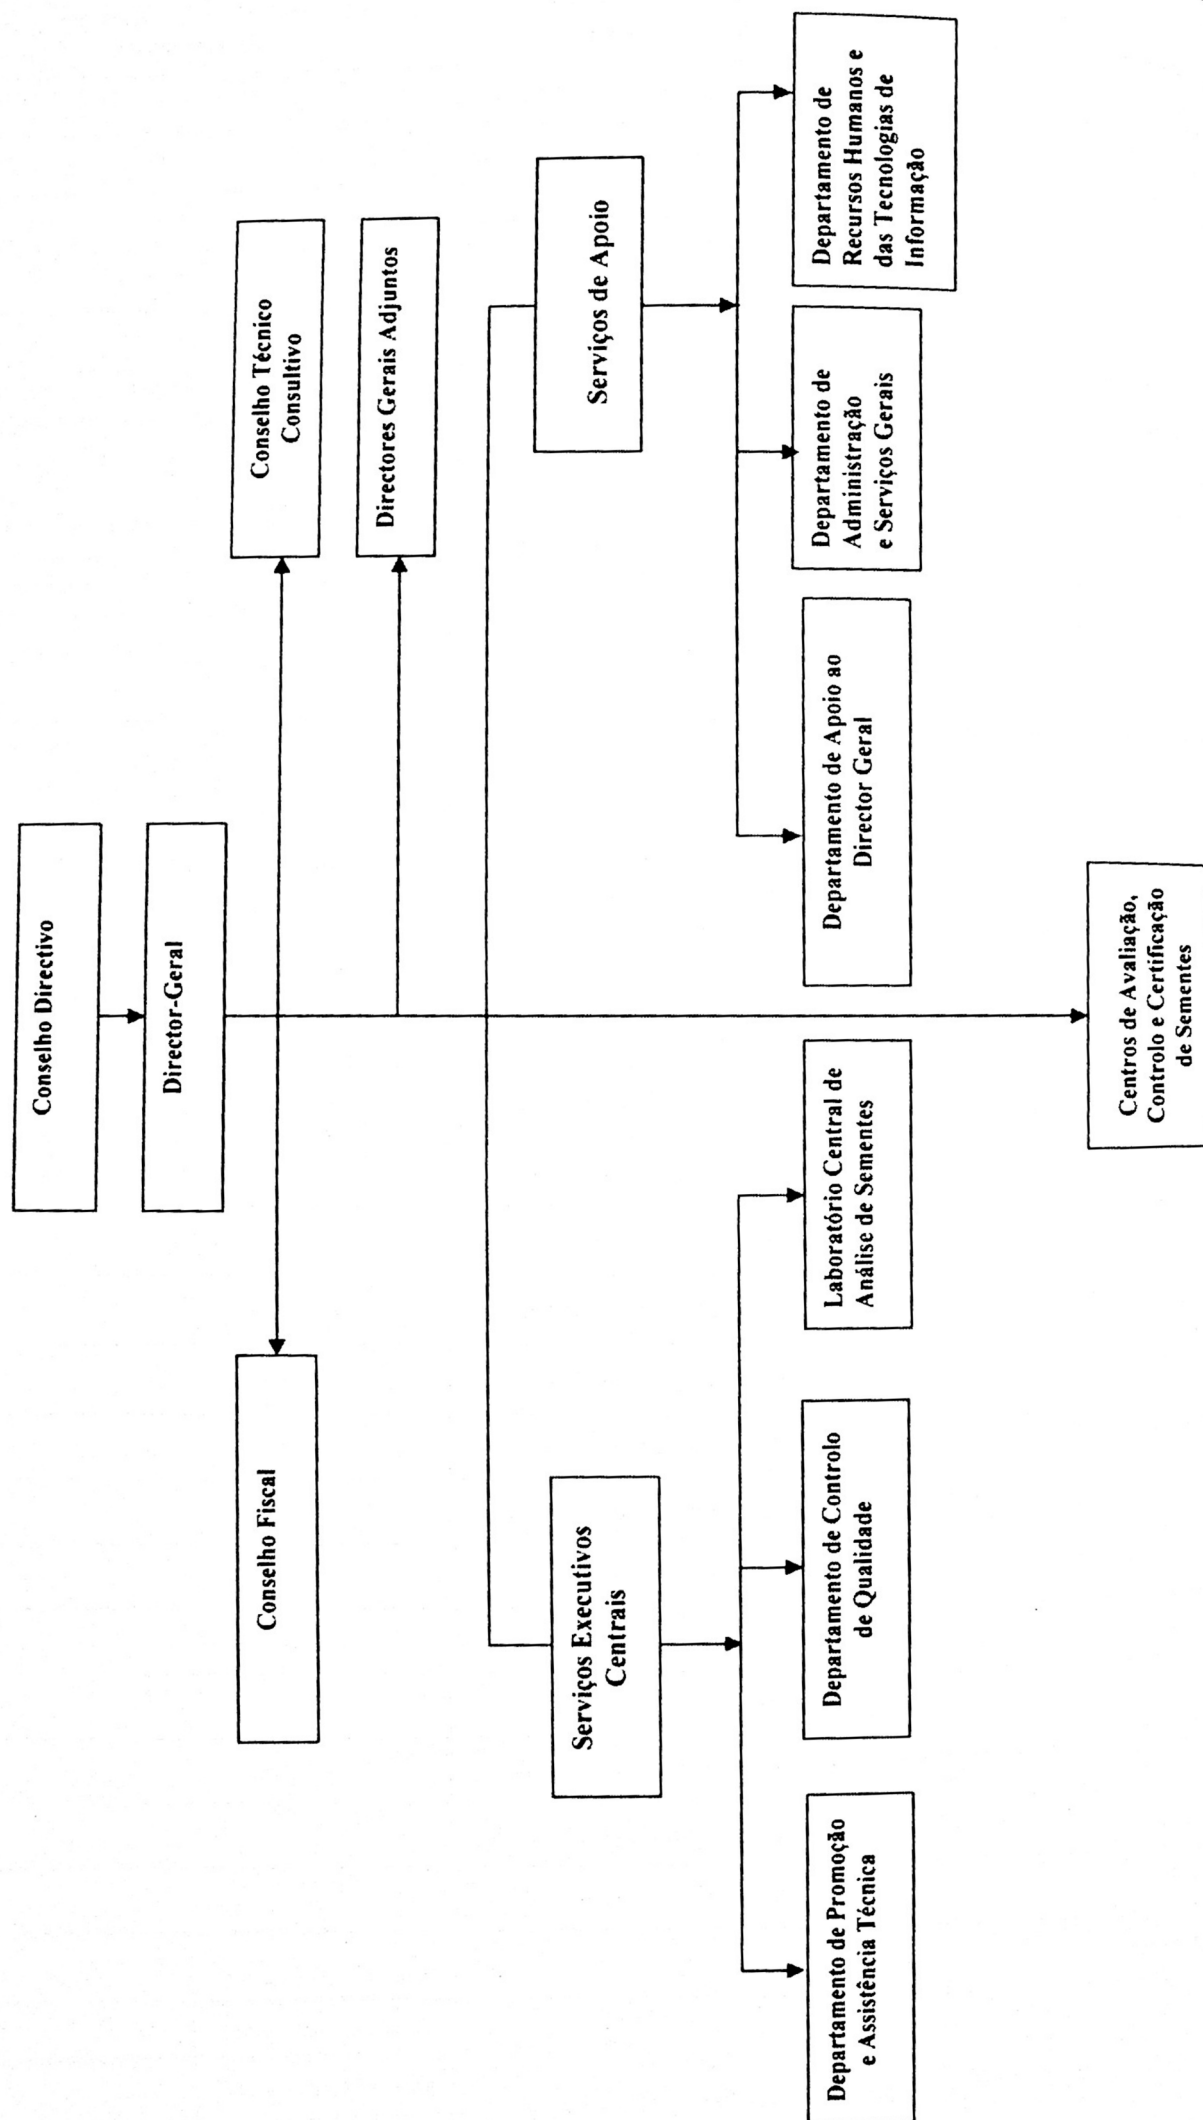 Conselho Directivo
Director-Geral
Conselho Fiscal
Conselho Técnico
Consultivo
Directores Gerais Adjuntos
Serviços Executivos
Centrais
Serviços de Apoio
Departamento de Promoção
e Assistência Técnica
Departamento de Controlo
de Qualidade
Laboratório Central de
Análise de Sementes
Departamento de Apoio ao
Director Geral
Departamento de
Administração
e Serviços Gerais
Departamento de
Recursos Humanos e
das Tecnologias de
Informação
Centros de Avaliação,
Controlo e Certificação
de Sementes